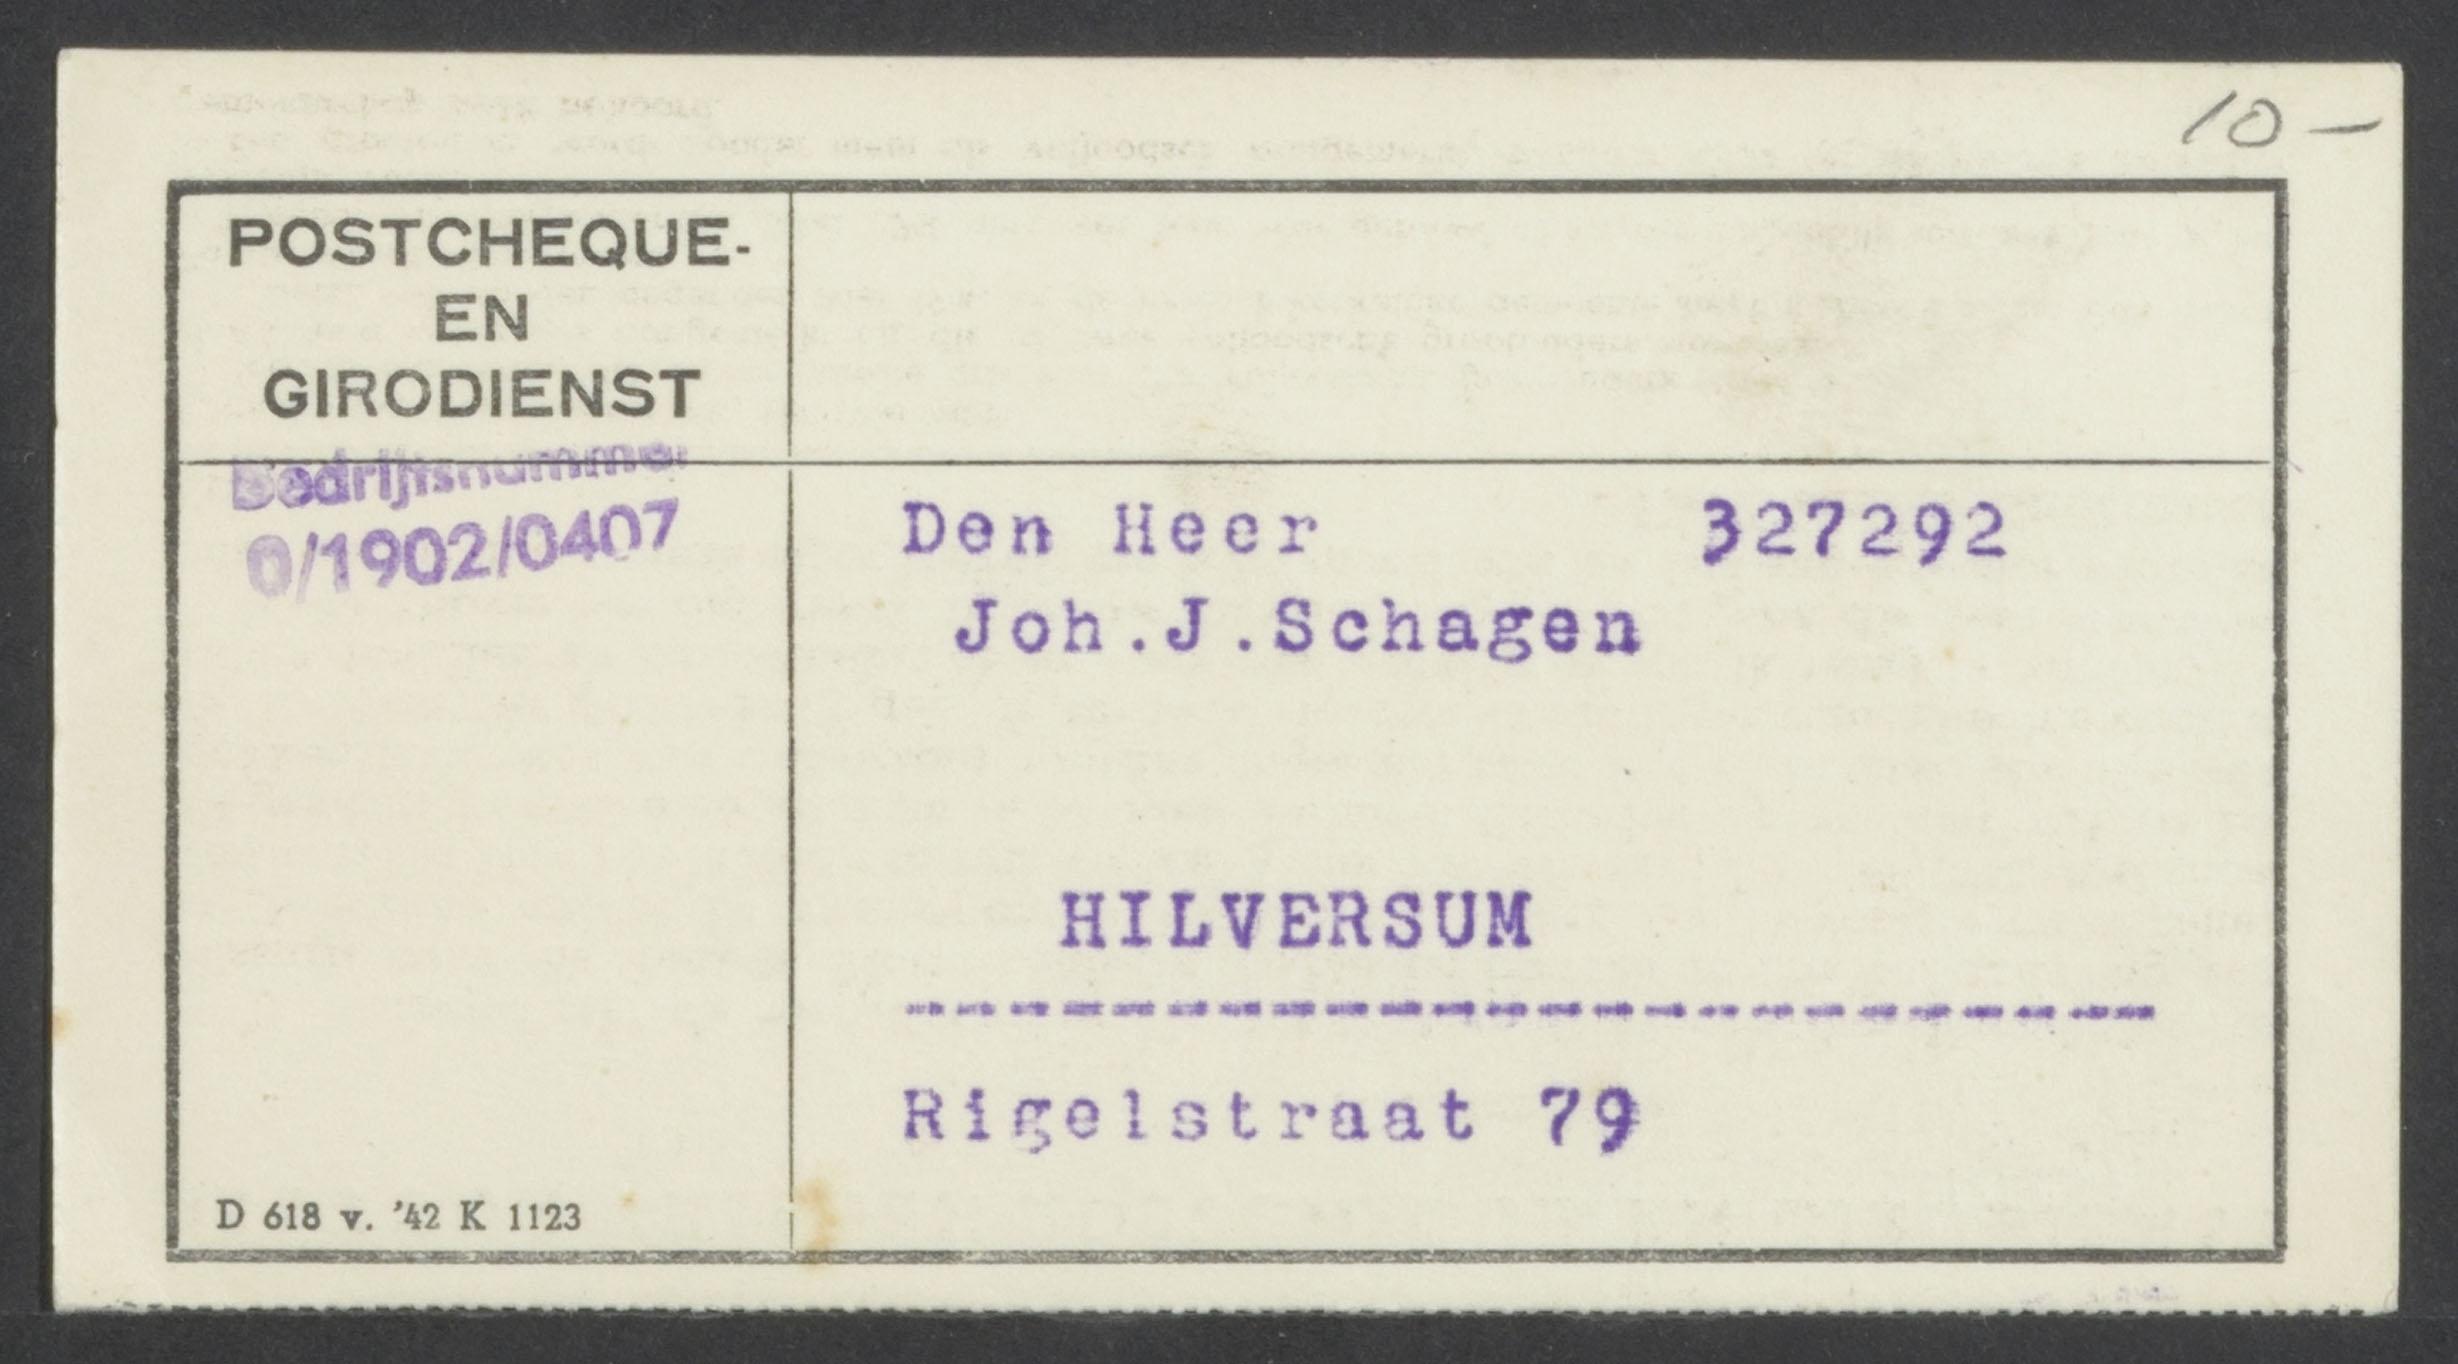 10 —
POSTCHEQUE-
EN
GIRODIENST
Bedrijfsnummer
0/1902/0407
Den Heer 327292
Joh.J.Schagen
HILVERSUM
------------------------
Rigelstraat 79
D 618 v. '42 K 1123